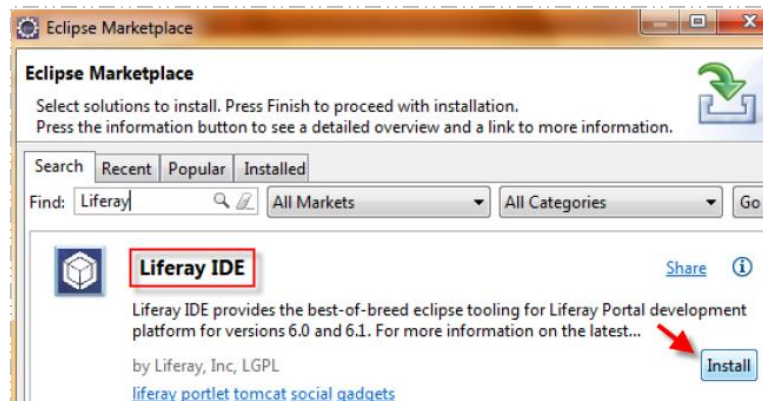 Eclipse Marketplace
Eclipse Marketplace
Select solutions to install. Press Finish to proceed with installation.
Press the information button to see a detailed overview and a link to more information.
Search Recent Popular Installed
Find: Liferay All Markets All Categories Go
Liferay IDE Share
Liferay IDE provides the best-of-breed eclipse tooling for Liferay Portal development
platform for versions 6.0 and 6.1. For more information on the latest...
by Liferay, Inc, LGPL Install
liferay portlet tomcat social gadgets